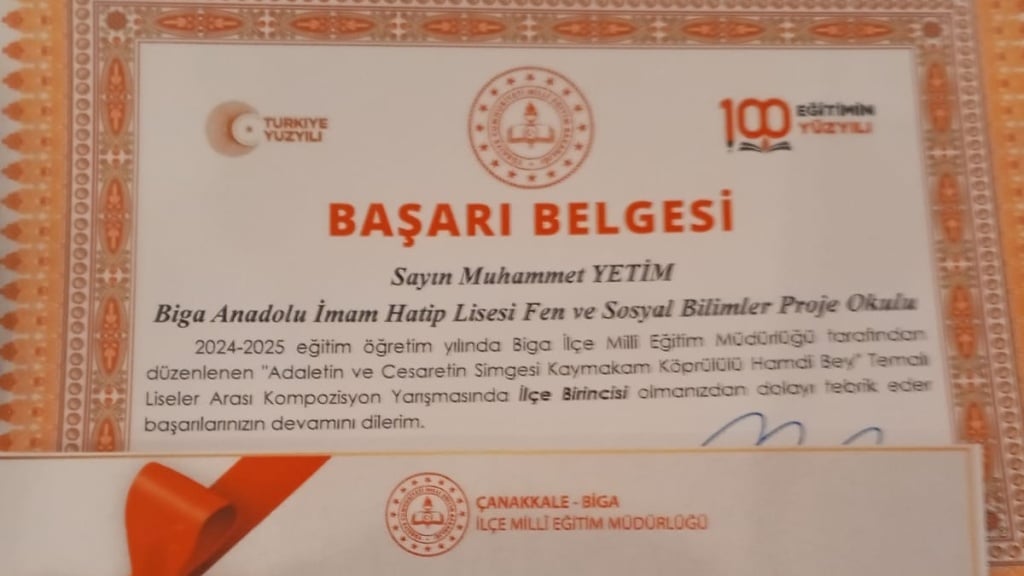 TÜRKİYE
YÜZYILI
100 EĞİTİMİN
YÜZYILI
BAŞARI BELGESİ
Sayın Muhammet YETİM
Biga Anadolu İmam Hatip Lisesi Fen ve Sosyal Bilimler Proje Okulu
2024-2025 eğitim öğretim yılında Biga İlçe Millî Eğitim Müdürlüğü tarafından
düzenlenen "Adaletin ve Cesaretin Simgesi Kaymakam Köprülülü Hamdi Bey" Temalı
Liseler Arası Kompozisyon Yarışmasında İlçe Birincisi olmanızdan dolayı tebrik eder
başarılarınızın devamını dilerim.
ÇANAKKALE - BİGA
İLÇE MİLLÎ EĞİTİM MÜDÜRLÜĞÜ